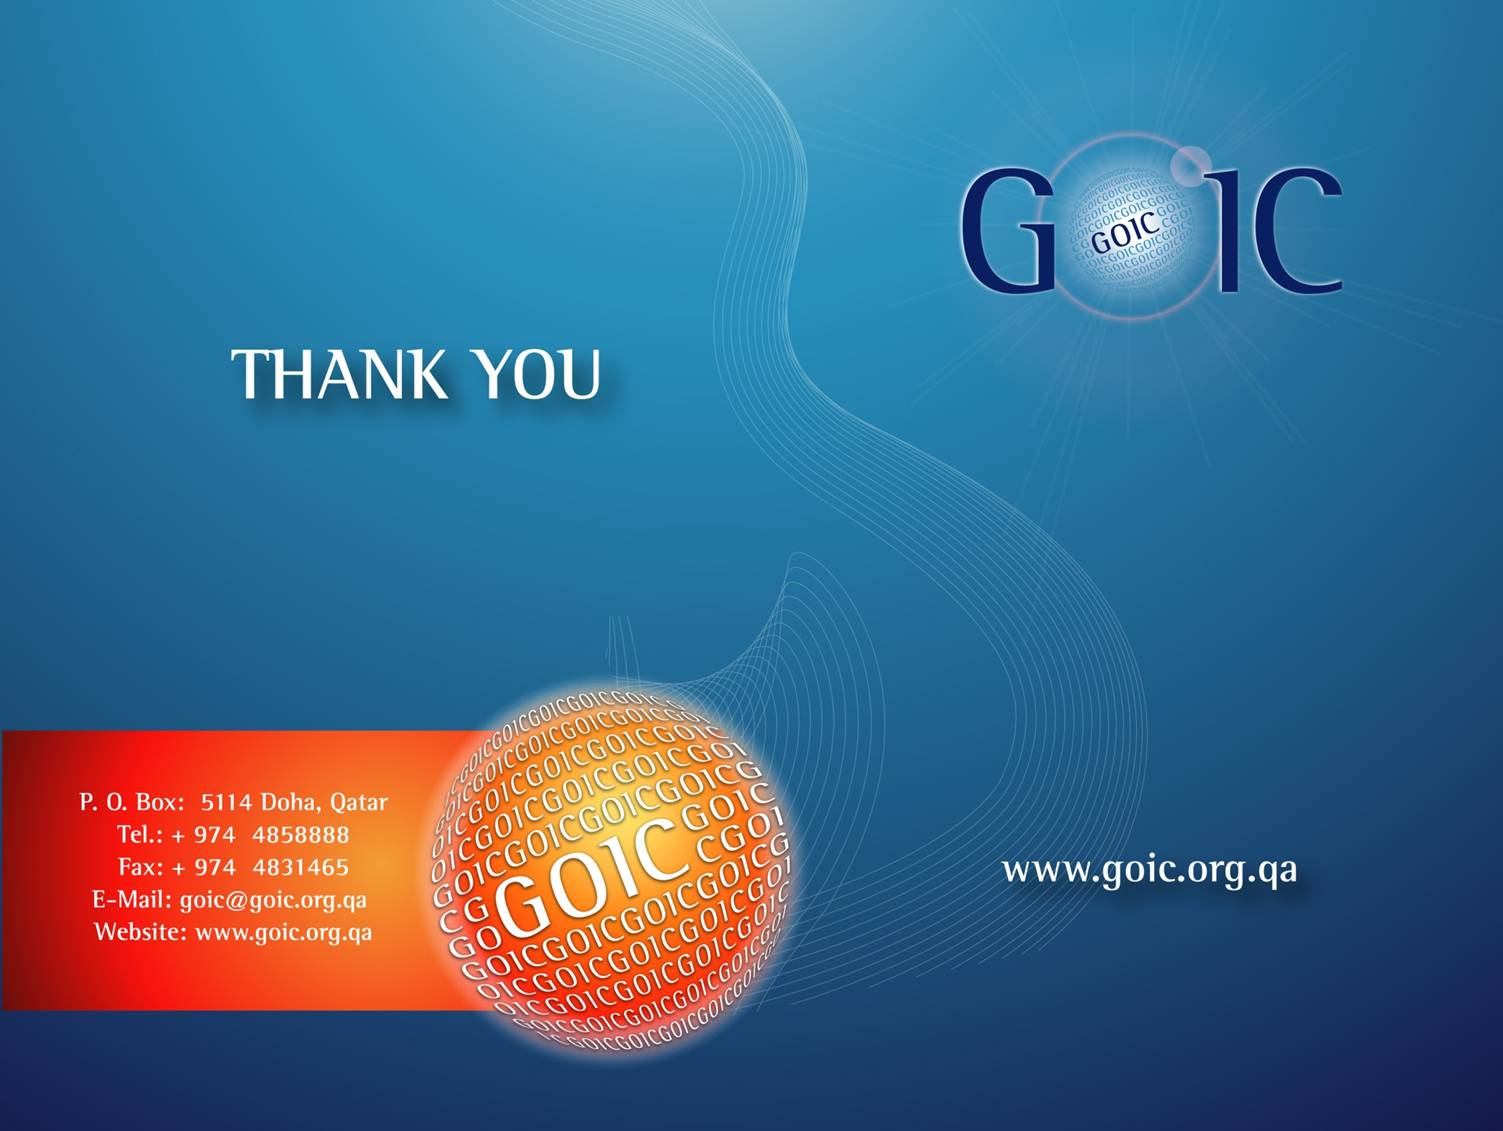 GOIC
GOIC
THANK YOU
P. O. Box:  5114 Doha, Qatar
Tel.: + 974  4858888
Fax: + 974  4831465
E-Mail: goic@goic.org.qa
Website: www.goic.org.qa
GOIC
www.goic.org.qa